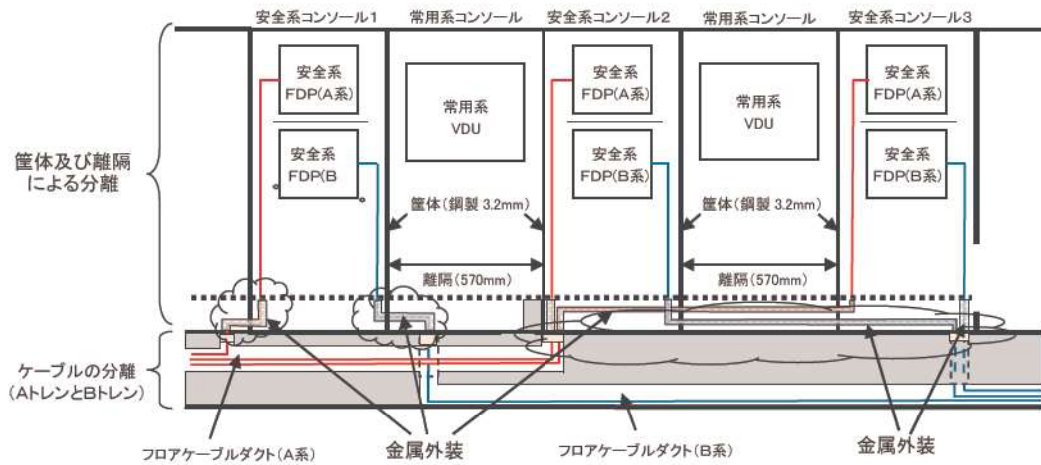 安全系コンソール1
常用系コンソール
安全系コンソール2
常用系コンソール
安全系コンソール3
安全系
FDP(A系)
安全系
FDP(B
常用系
VDU
安全系
FDP(A系)
安全系
FDP(B系)
常用系
VDU
安全系
FDP(A系)
安全系
FDP(B系)
筐体及び離隔
による分離
筐体(鋼製 3.2mm)
筐体(鋼製 3.2mm)
離隔(570mm)
離隔(570mm)
ケーブルの分離
(AトレンとBトレン)
フロアケーブルダクト(A系)
金属外装
フロアケーブルダクト(B系)
金属外装